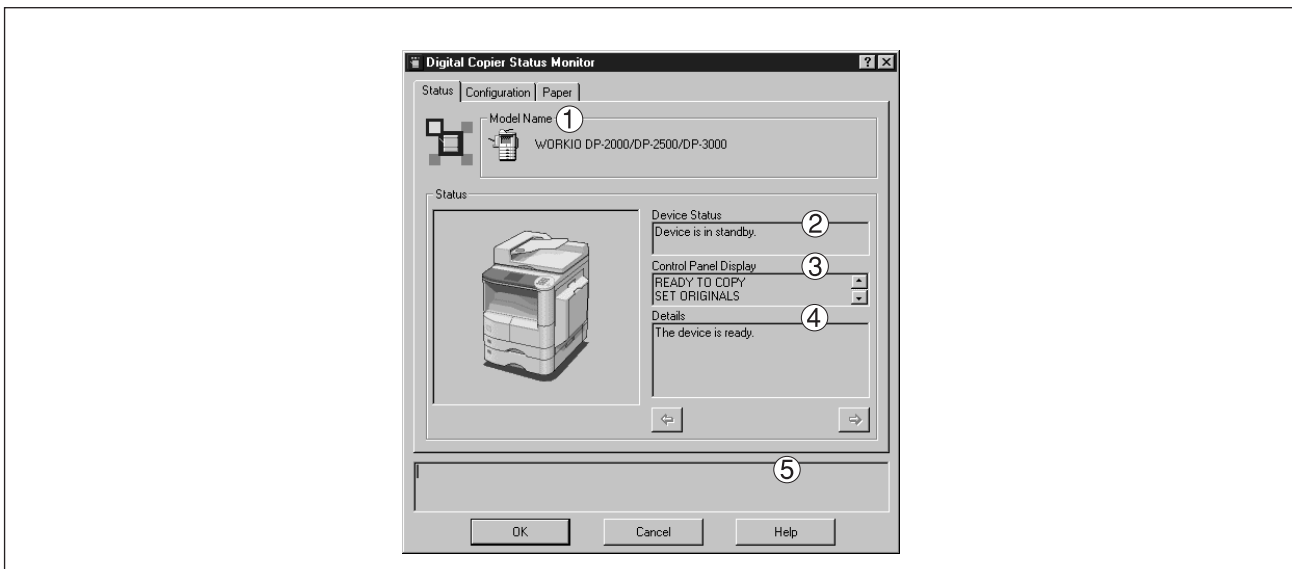 Digital Copier Status Monitor
? X
Status Configuration Paper
Model Name ①
WORKIO DP-2000/DP-2500/DP-3000
Status
Device Status ②
Device is in standby.
Control Panel Display ③
READY TO COPY
SET ORIGINALS
Details ④
The device is ready.
⑤
OK Cancel Help